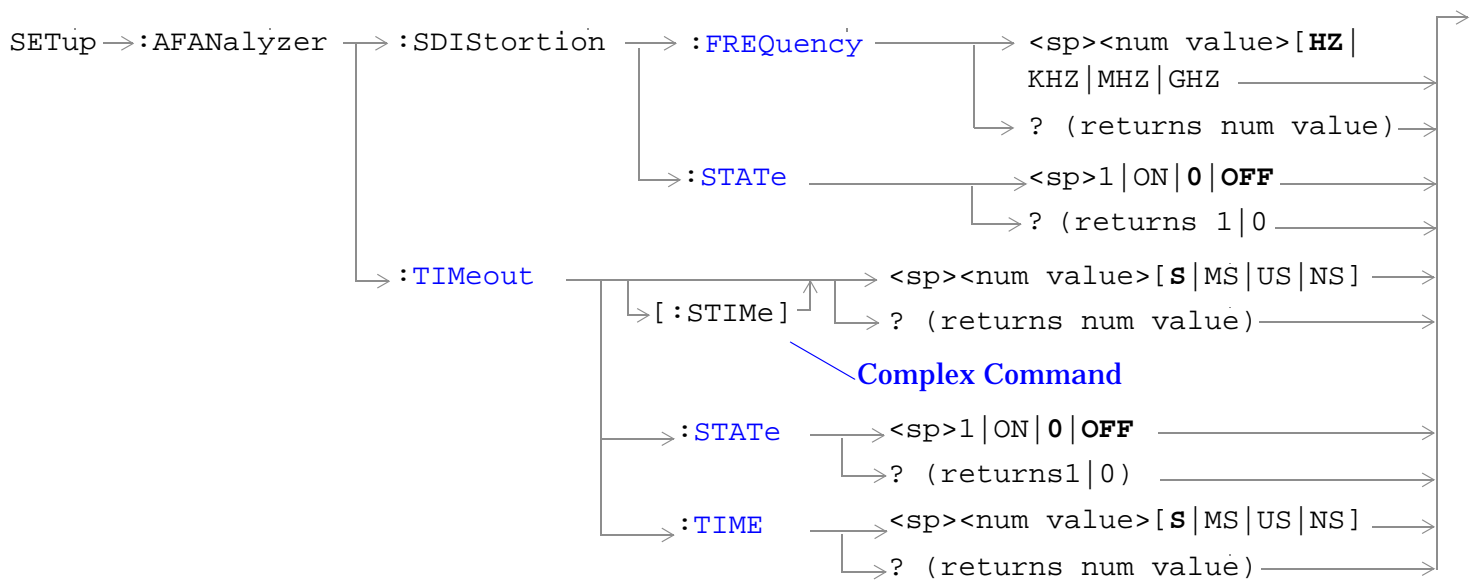 SETup :AFANalyzer :SDIStortion :FREQuency <sp><num value>[HZ|
KHZ|MHZ|GHZ
? (returns num value)
:STATe <sp>1|ON|0|OFF
? (returns 1|0
:TIMeout <sp><num value>[S|MS|US|NS]
[:STIMe] ? (returns num value)
Complex Command
:STATe <sp>1|ON|0|OFF
? (returns1|0)
:TIME <sp><num value>[S|MS|US|NS]
? (returns num value)